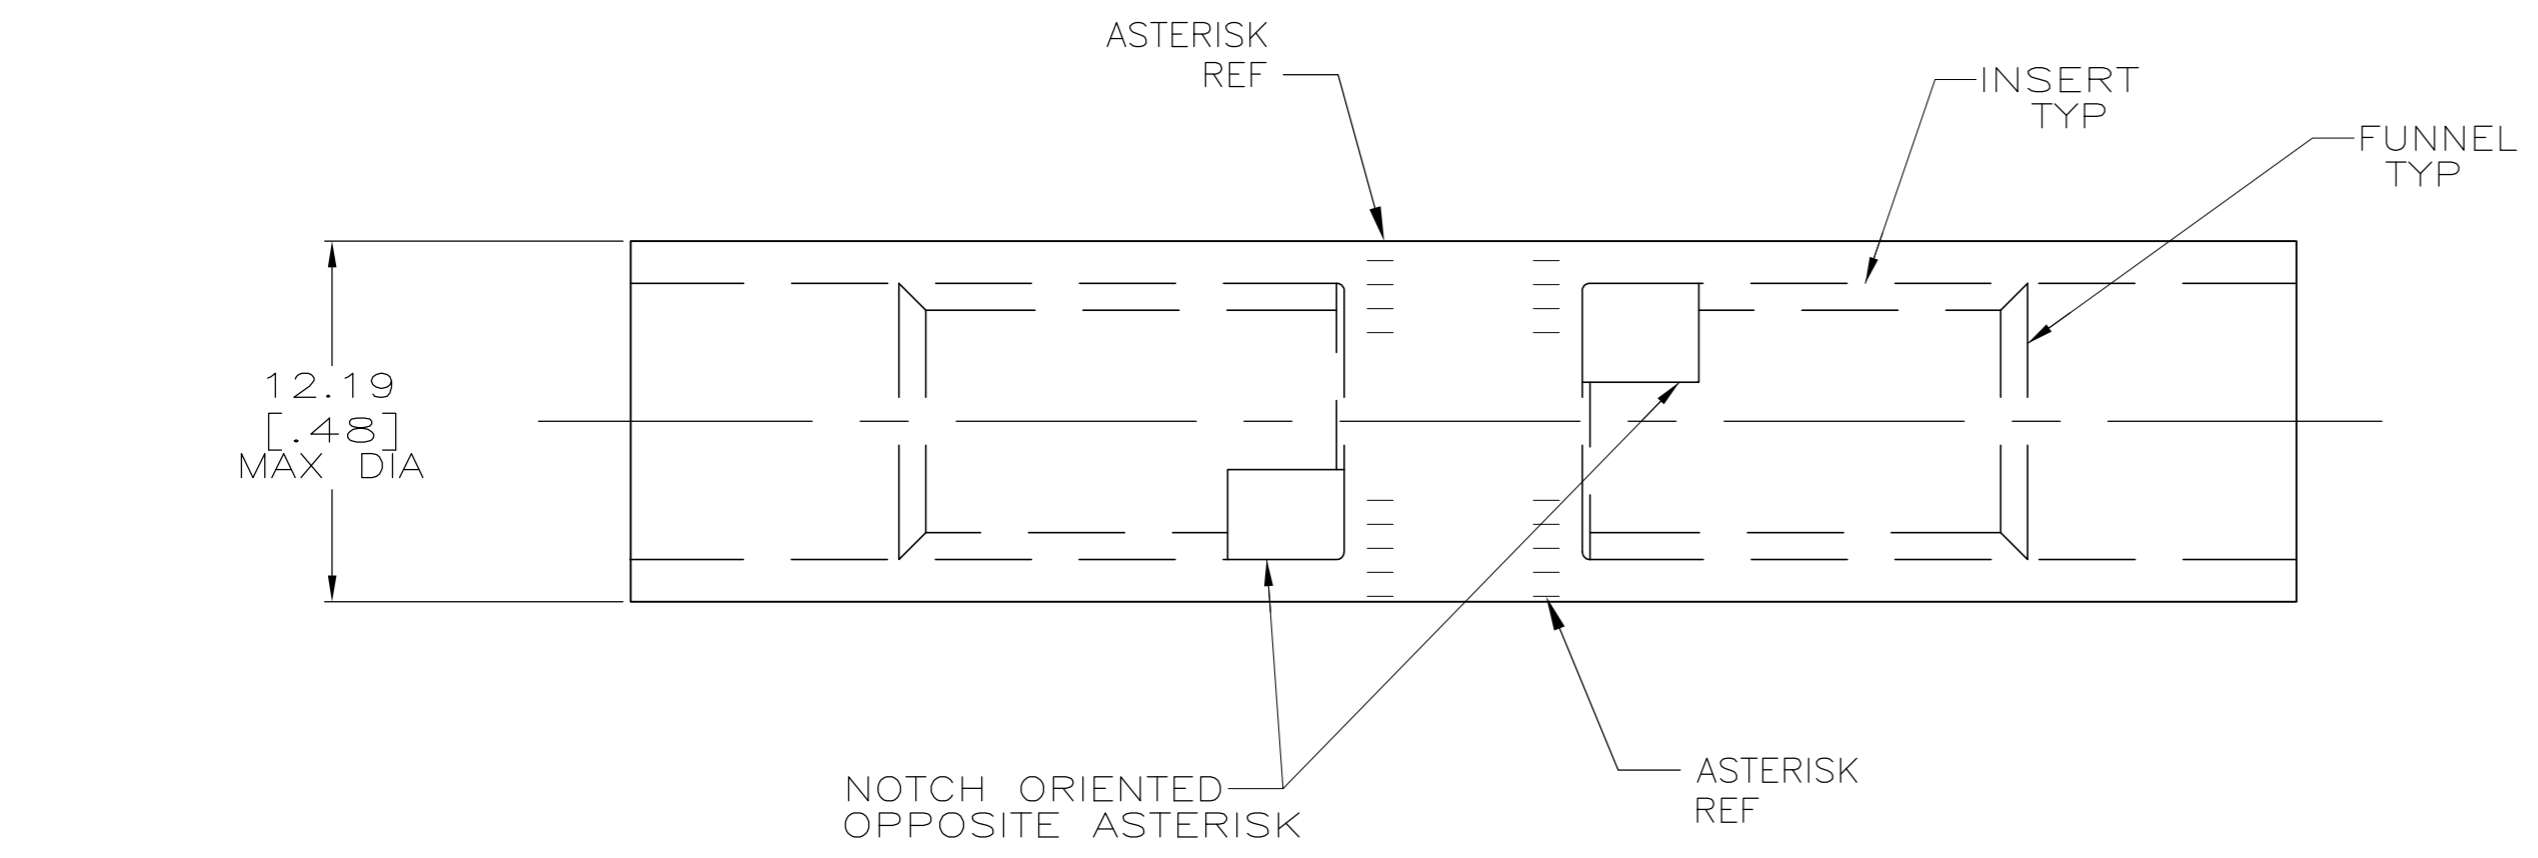 ASTERISK
REF
INSERT
TYP
FUNNEL
TYP
12.19
[.48]
MAX DIA
NOTCH ORIENTED
OPPOSITE ASTERISK
ASTERISK
REF